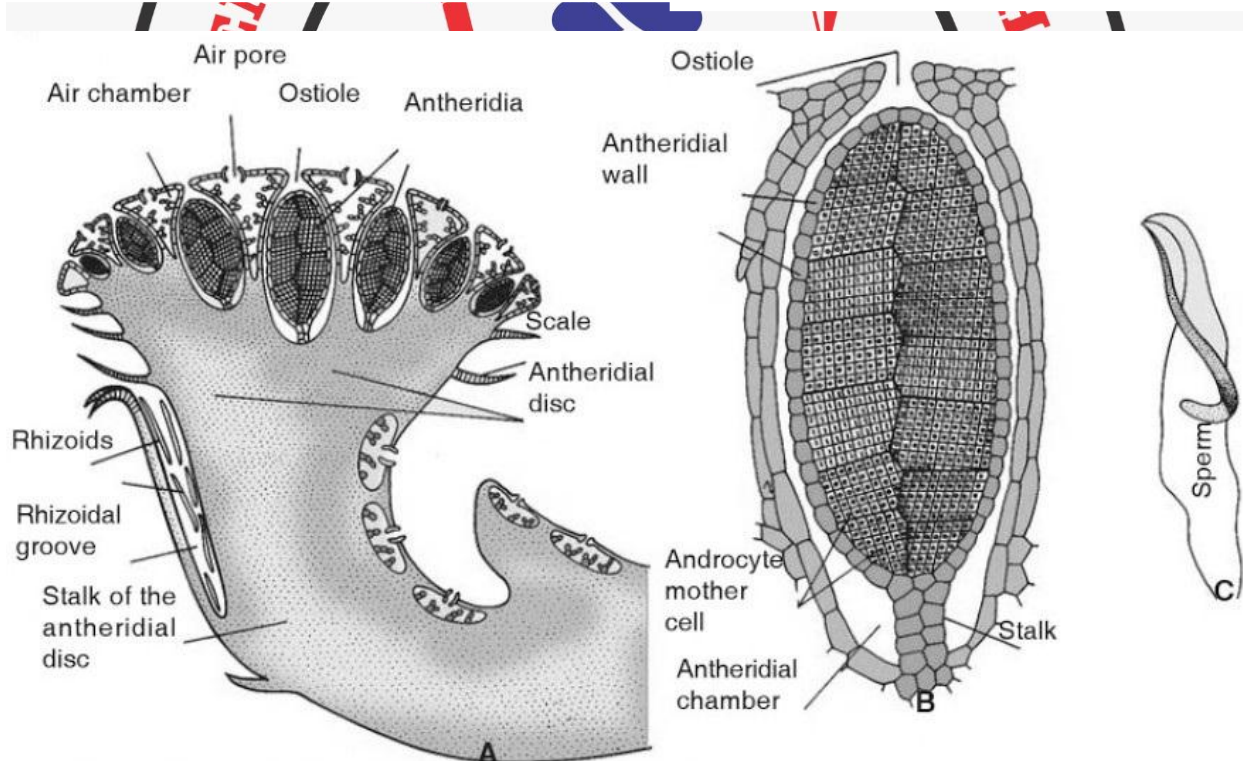 Air pore
Air chamber
Ostiole
Antheridia
Scale
Antheridial
disc
Rhizoids
Rhizoidal
groove
Stalk of the
antheridial
disc
A
Ostiole
Antheridial
wall
Androcyte
mother
cell
Stalk
Antheridial
chamber
B
Sperm
C